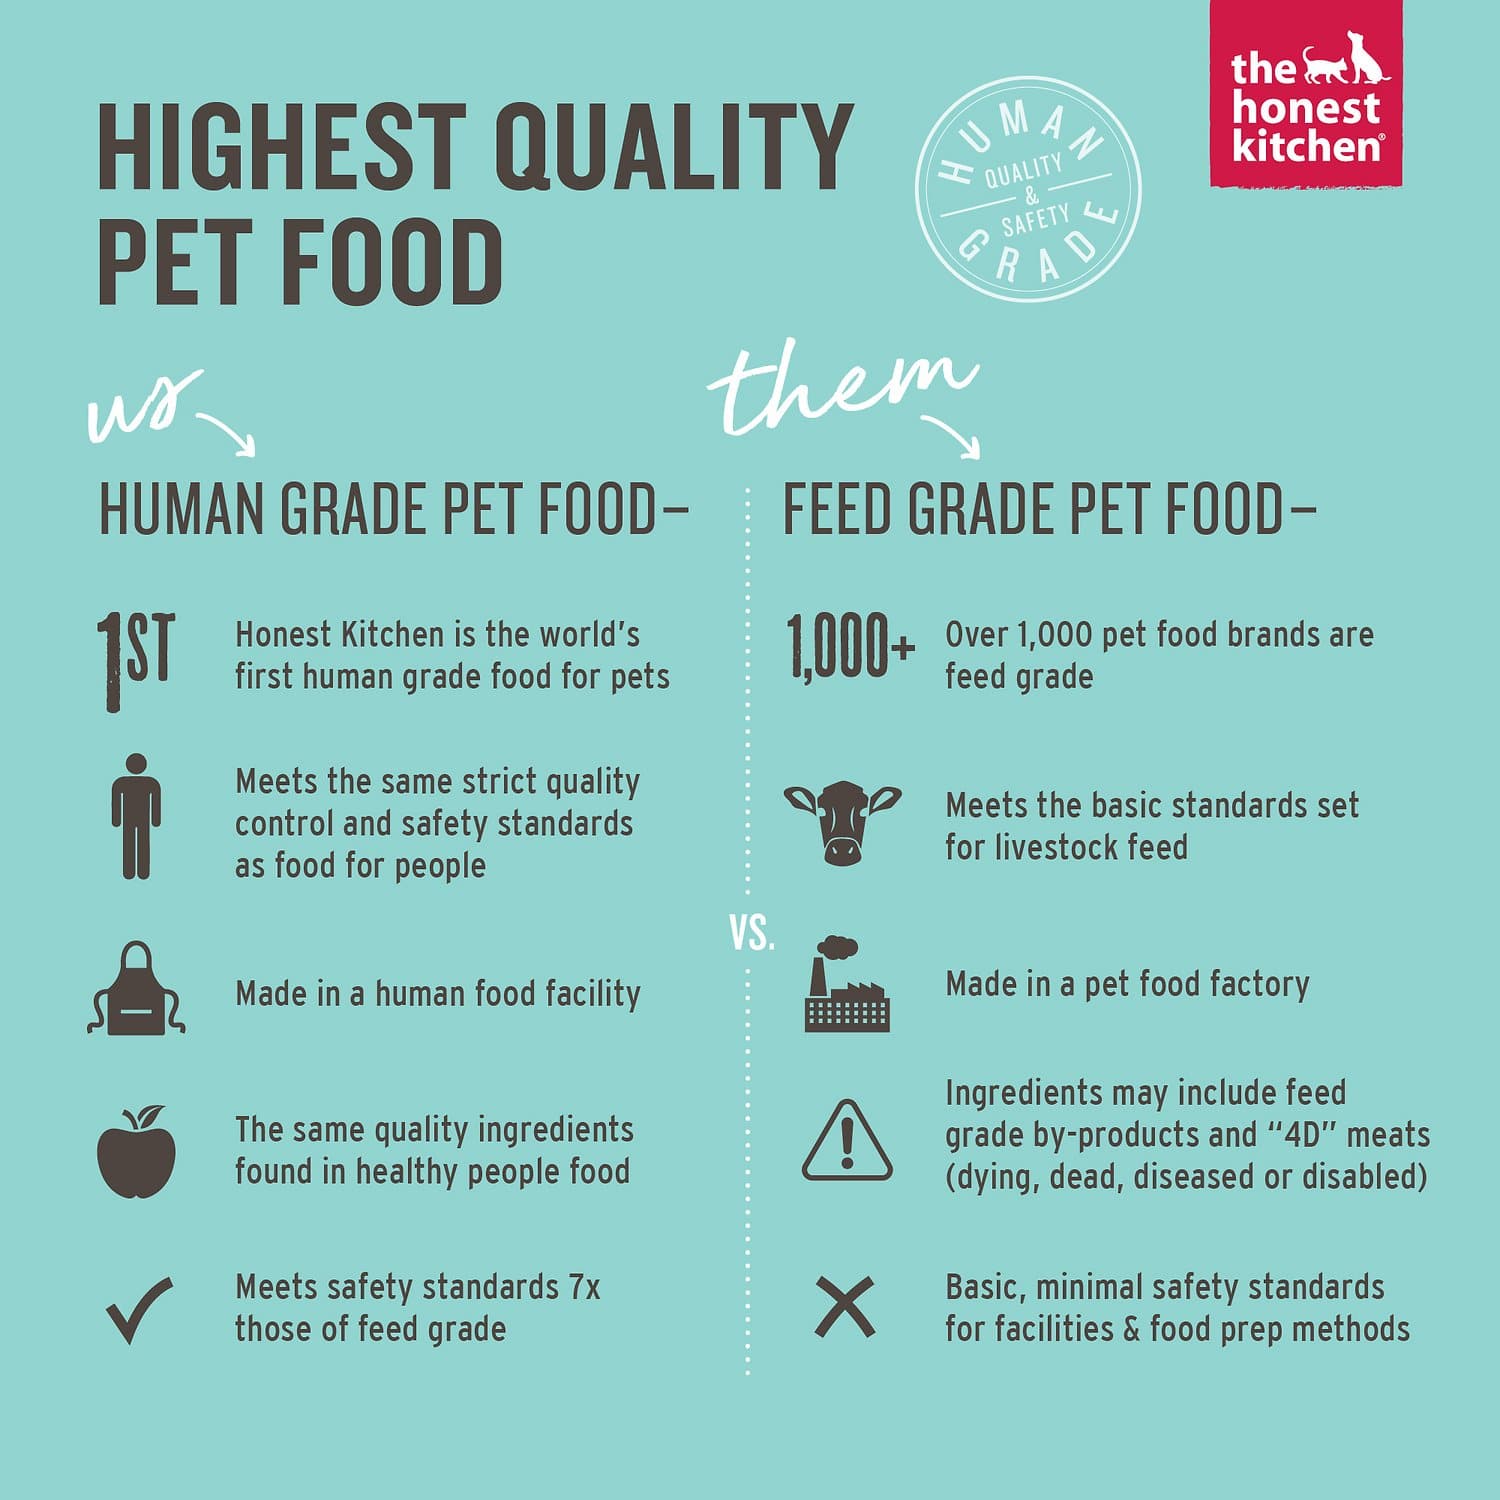 the
honest
kitchen®
HIGHEST QUALITY
PET FOOD
HUMAN
QUALITY
&
SAFETY
GRADE
us
them
HUMAN GRADE PET FOOD–
1ST
Honest Kitchen is the world's
first human grade food for pets
Meets the same strict quality
control and safety standards
as food for people
Made in a human food facility
The same quality ingredients
found in healthy people food
Meets safety standards 7x
those of feed grade
VS.
FEED GRADE PET FOOD–
1,000+
Over 1,000 pet food brands are
feed grade
Meets the basic standards set
for livestock feed
Made in a pet food factory
Ingredients may include feed
grade by-products and “4D” meats
(dying, dead, diseased or disabled)
Basic, minimal safety standards
for facilities & food prep methods